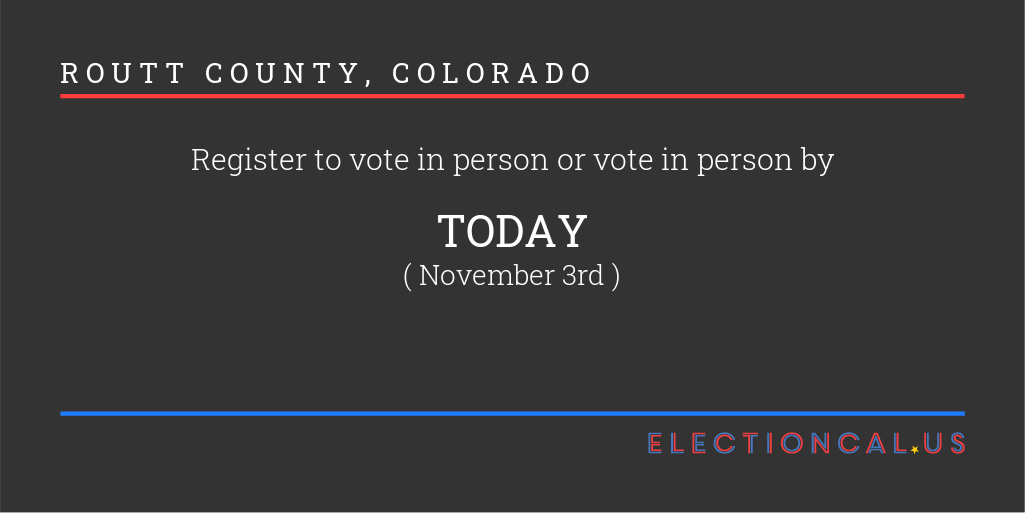 ROUTT COUNTY, COLORADO
Register to vote in person or vote in person by
TODAY
( November 3rd )
ELECTIONCAL.US